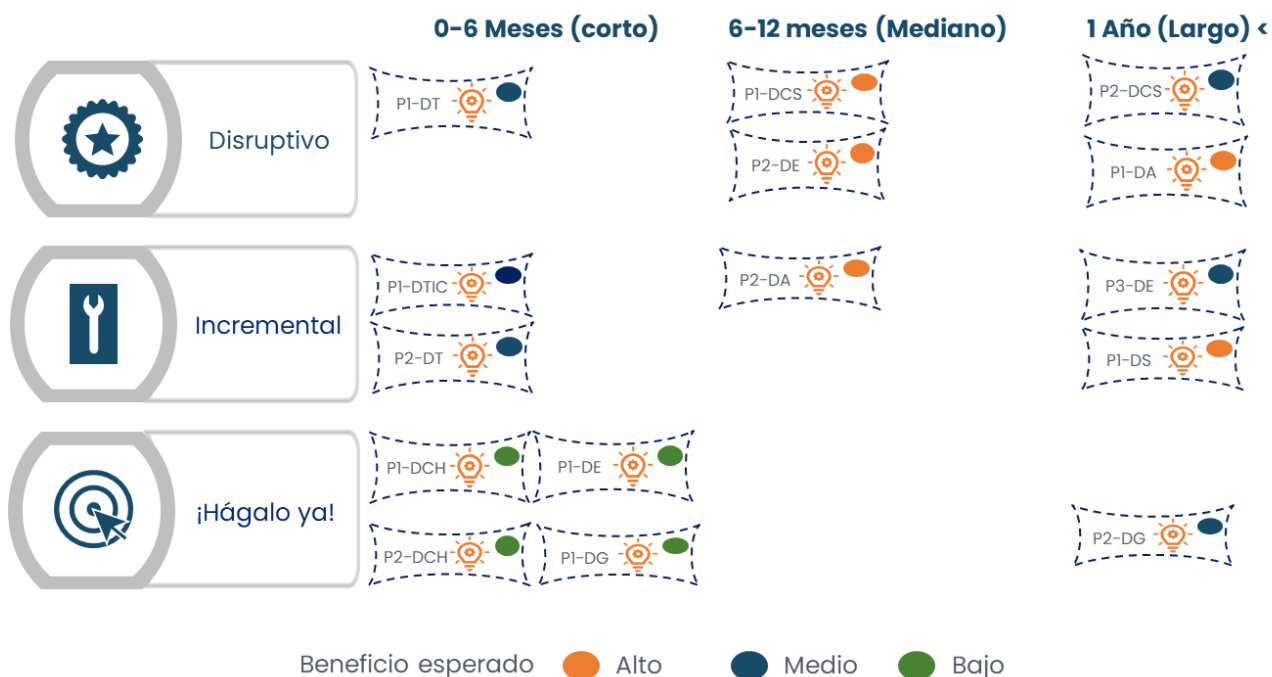 0-6 Meses (corto)
6-12 meses (Mediano)
1 Año (Largo) <
Disruptivo
P1-DT
P1-DCS
P2-DE
P2-DCS
P1-DA
Incremental
P1-DTIC
P2-DT
P2-DA
P3-DE
P1-DS
¡Hágalo ya!
P1-DCH
P1-DE
P2-DCH
P1-DG
P2-DG
Beneficio esperado
Alto
Medio
Bajo